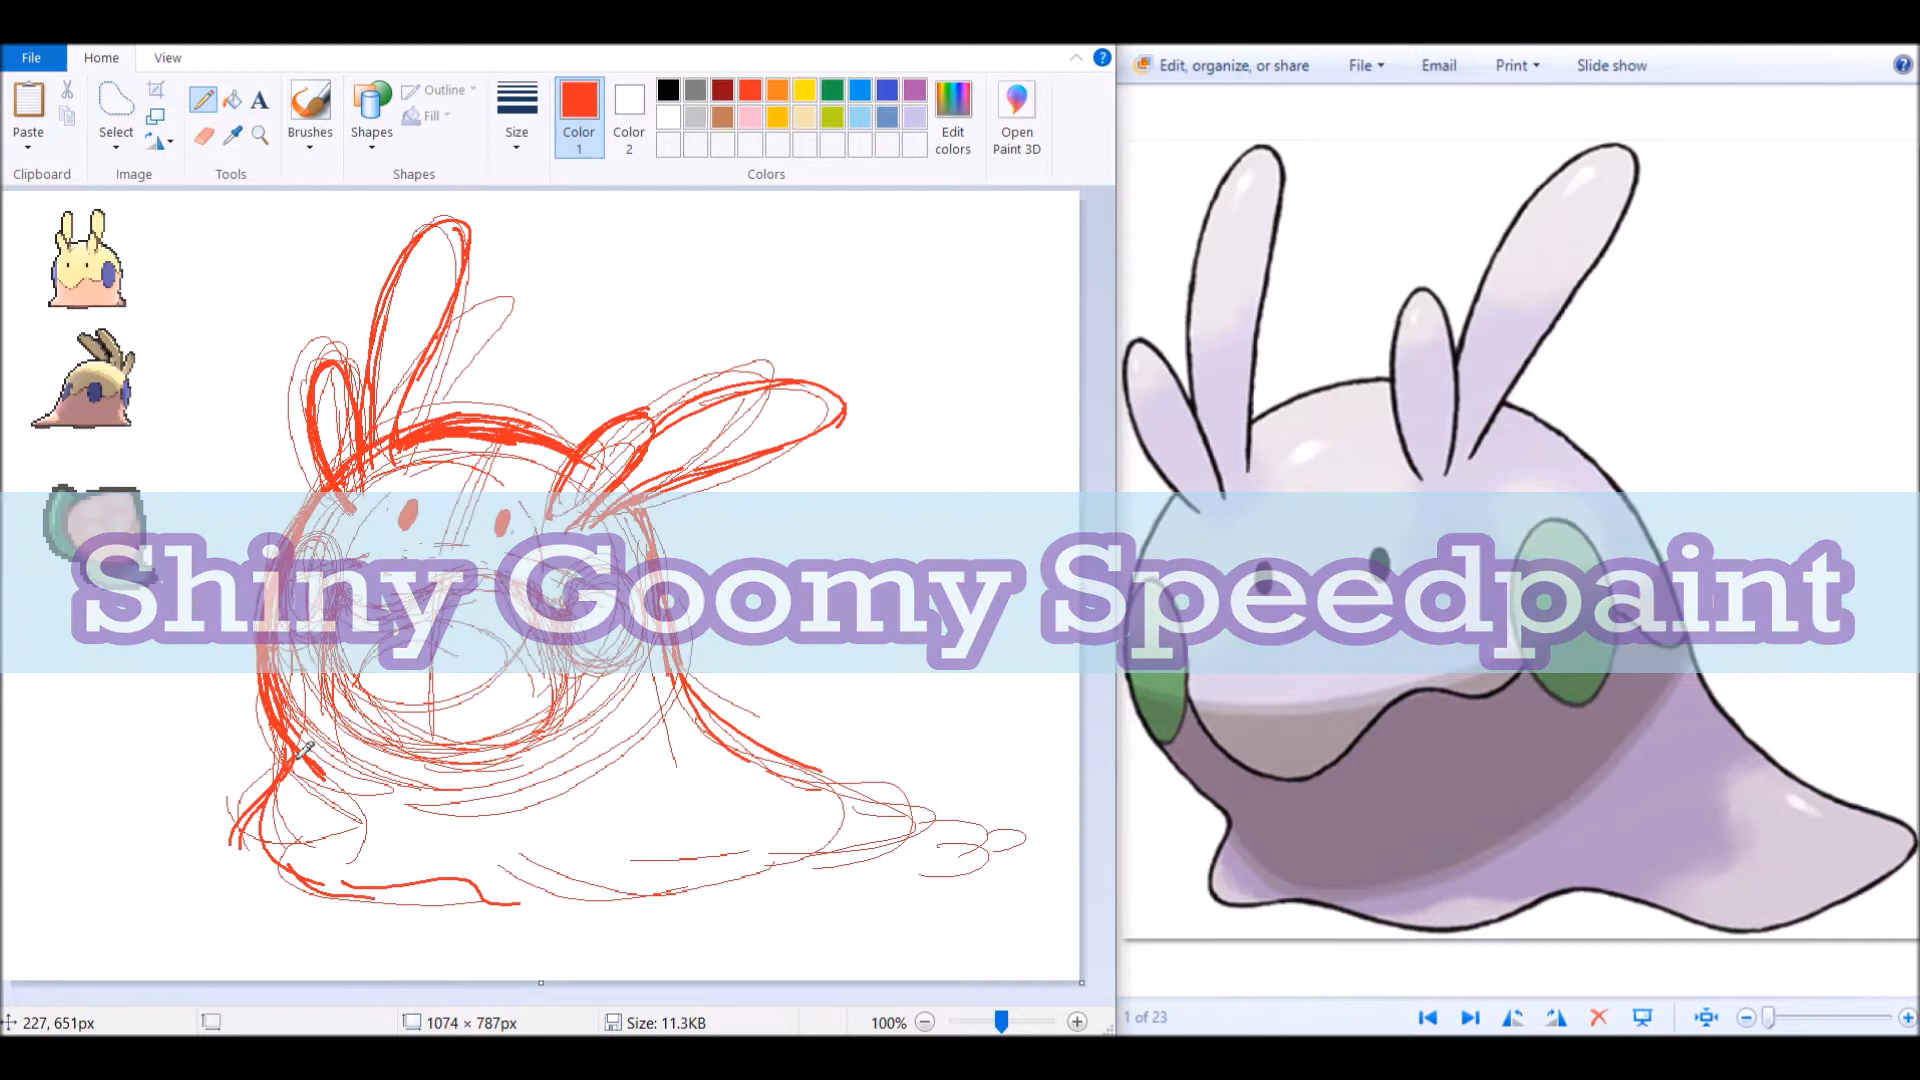 File Home View
Paste
Select
Brushes
Shapes
Outline
Fill
Size
Color 1
Color 2
Edit colors
Open Paint 3D
Clipboard Image Tools Shapes Colors
Edit, organize, or share File Email Print Slide show
Shiny Goomy Speedpaint
227, 651px 1074 × 787px Size: 11.3KB 100%
1 of 23